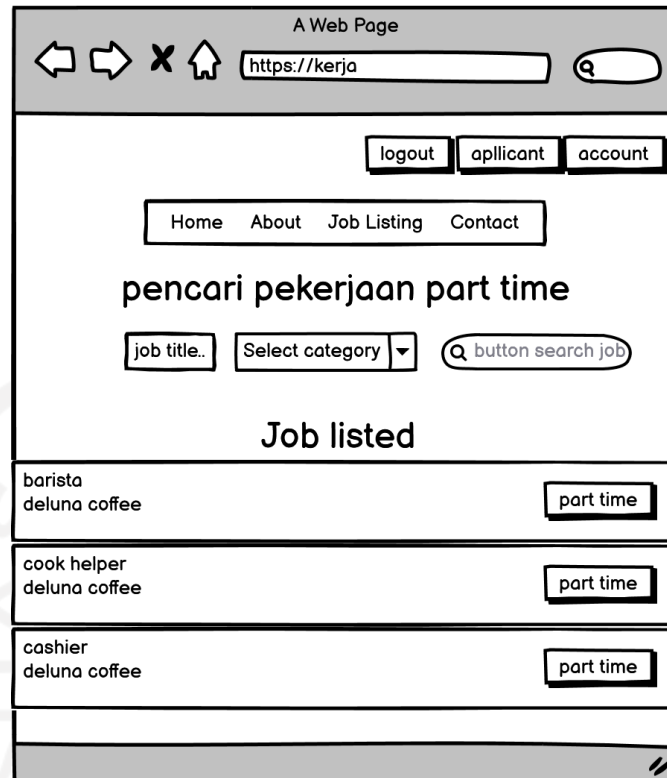 A Web Page
https://kerja
logout apllicant account
Home About Job Listing Contact
pencari pekerjaan part time
job title.. Select category button search job
Job listed
barista
deluna coffee
part time
cook helper
deluna coffee
part time
cashier
deluna coffee
part time